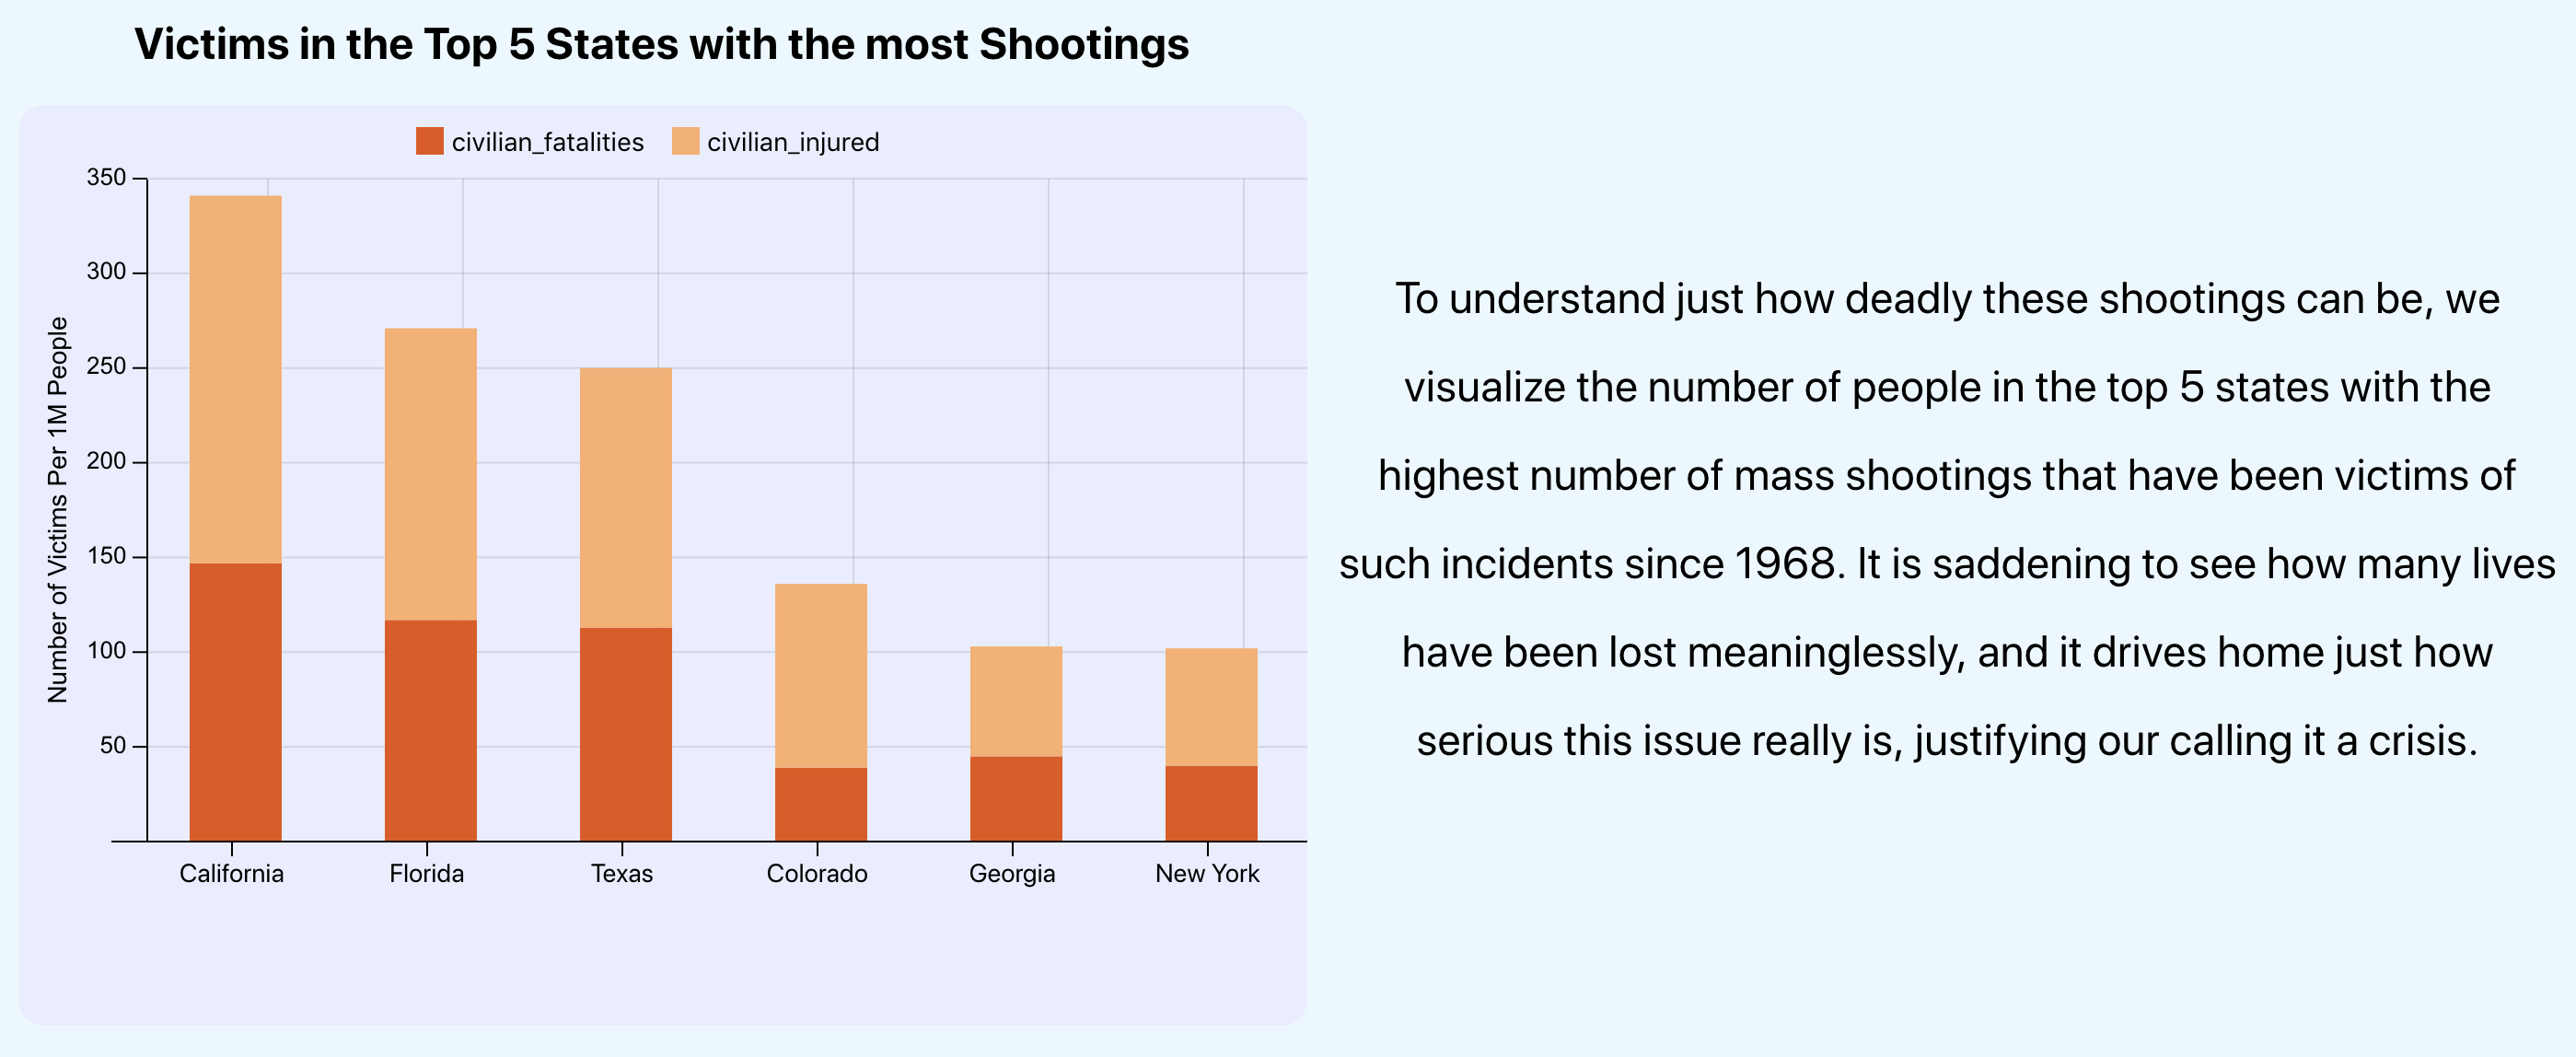 Victims in the Top 5 States with the most Shootings
civilian_fatalities
civilian_injured
350
300
250
200
150
100
50
Number of Victims Per 1M People
California
Florida
Texas
Colorado
Georgia
New York
To understand just how deadly these shootings can be, we
visualize the number of people in the top 5 states with the
highest number of mass shootings that have been victims of
such incidents since 1968. It is saddening to see how many lives
have been lost meaninglessly, and it drives home just how
serious this issue really is, justifying our calling it a crisis.